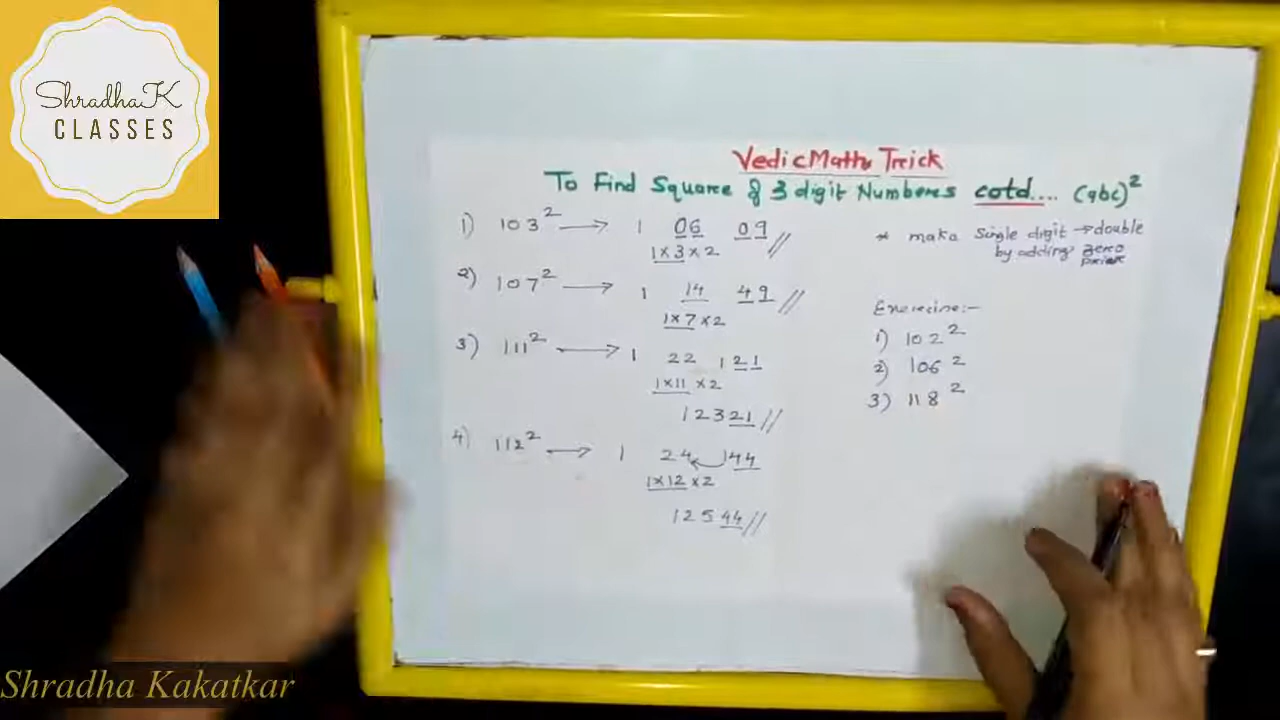 ShradhaK
CLASSES
Vedic Maths Trick
To Find Square of 3 digit Numbers cotd.... (abc)²
1) 103² → 1 06 09 //
1×3×2
2) 107² → 1 14 49 //
1×7×2
3) 111² → 1 22 121
1×11 ×2
12321 //
4) 112² → 1 24 144
1×12 ×2
12544 //
* make Single digit → double
by adding zero
Exercise:-
1) 102²
2) 106²
3) 118²
Shradha Kakatkar